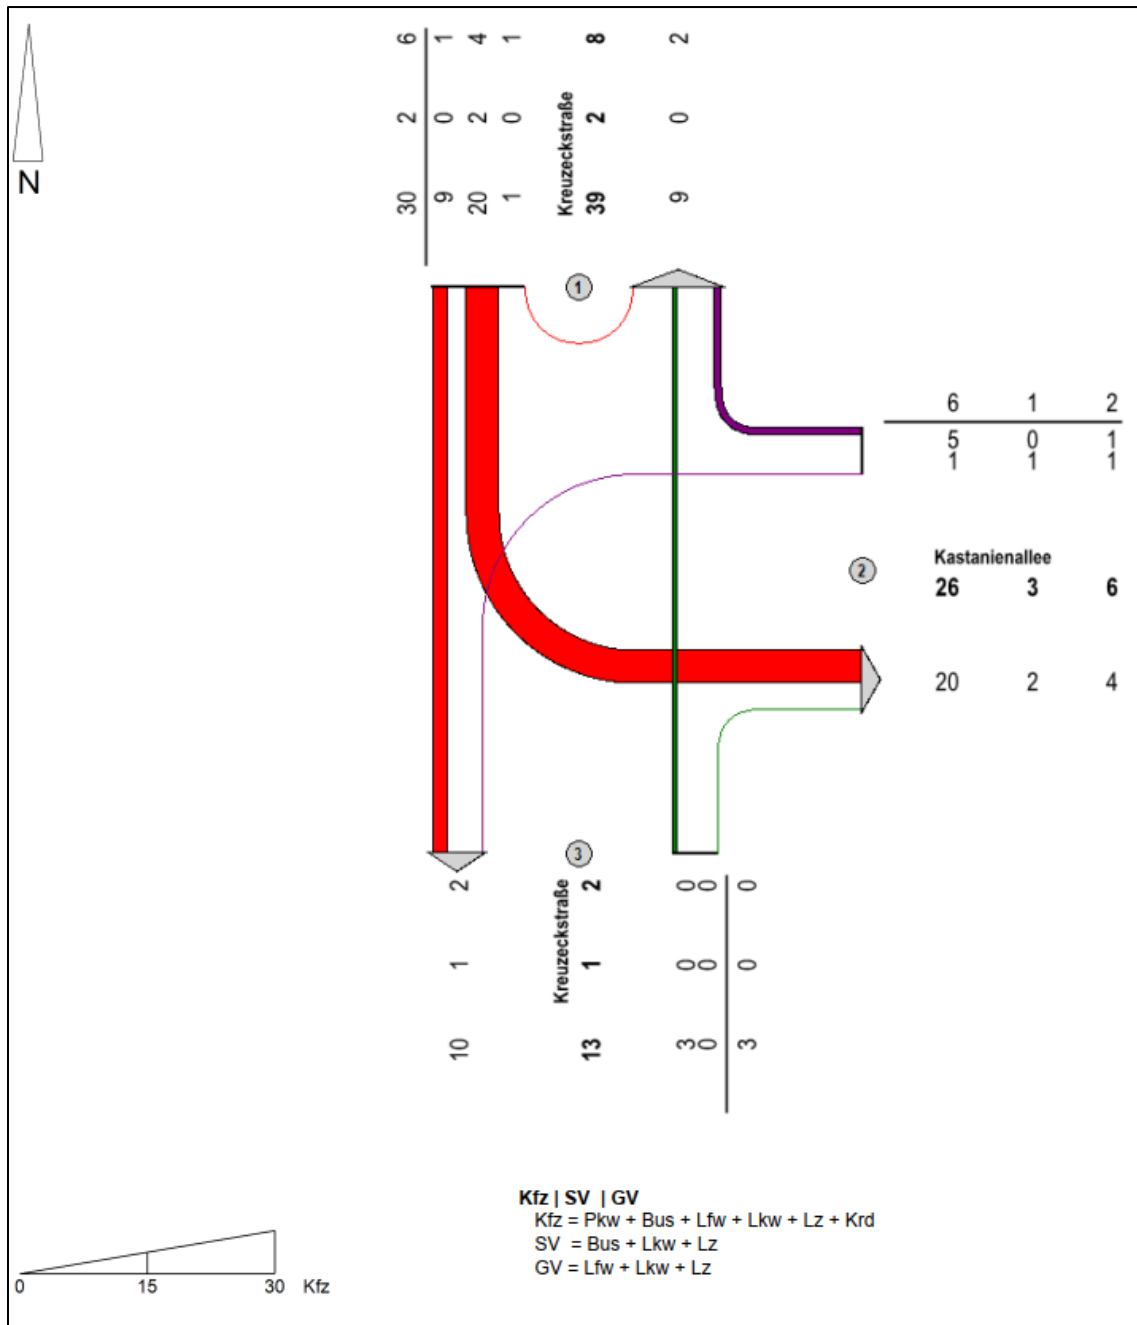 6 1 4 1 8 2
2 0 2 0 2 0
30 9 20 1 39 9
Kreuzeckstraße
N
1
6 1 2
5 0 1
1 1 1
Kastanienallee
2
26 3 6
20 2 4
3
2 2 0 0 0
1 1 0 0 0
10 13 3 0 3
Kreuzeckstraße
Kfz | SV | GV
Kfz = Pkw + Bus + Lfw + Lkw + Lz + Krd
SV = Bus + Lkw + Lz
GV = Lfw + Lkw + Lz
0 15 30 Kfz